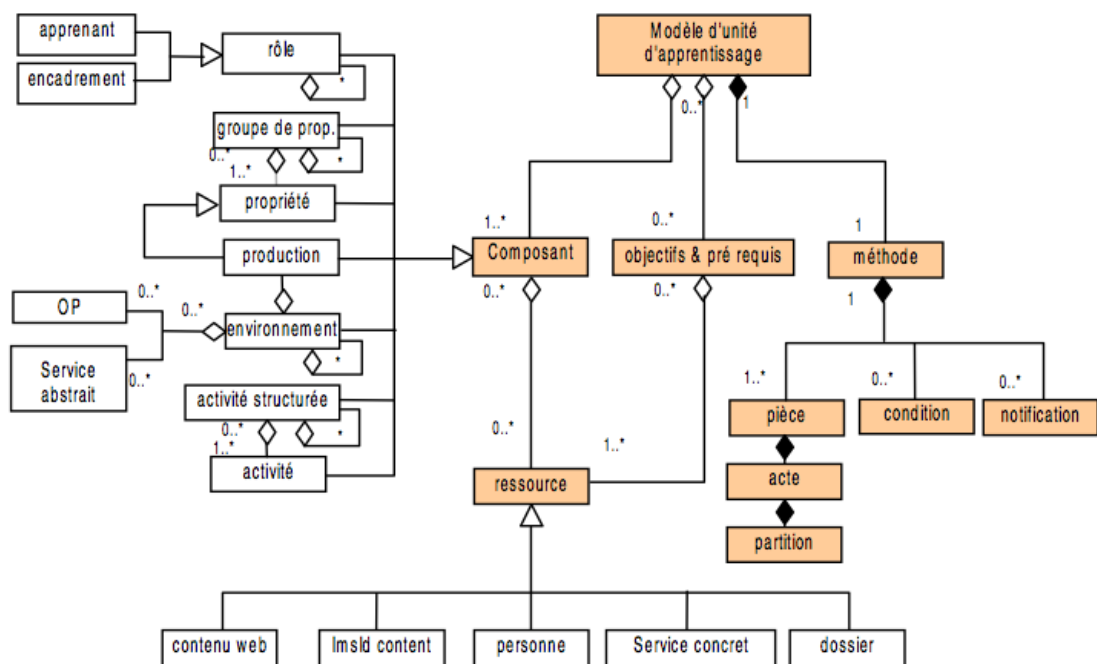 apprenant
encadrement
rôle
*
groupe de prop.
0..*
*
1..*
propriété
production
OP
0..*
0..*
Service
abstrait
0..*
environnement
*
activité structurée
0..*
*
1..*
activité
Modèle d'unité
d'apprentissage
0..*
1
1..*
0..*
1
Composant
objectifs & pré requis
méthode
0..*
0..*
1
1..*
0..*
0..*
pièce
condition
notification
0..*
1..*
ressource
acte
partition
contenu web
Imsld content
personne
Service concret
dossier